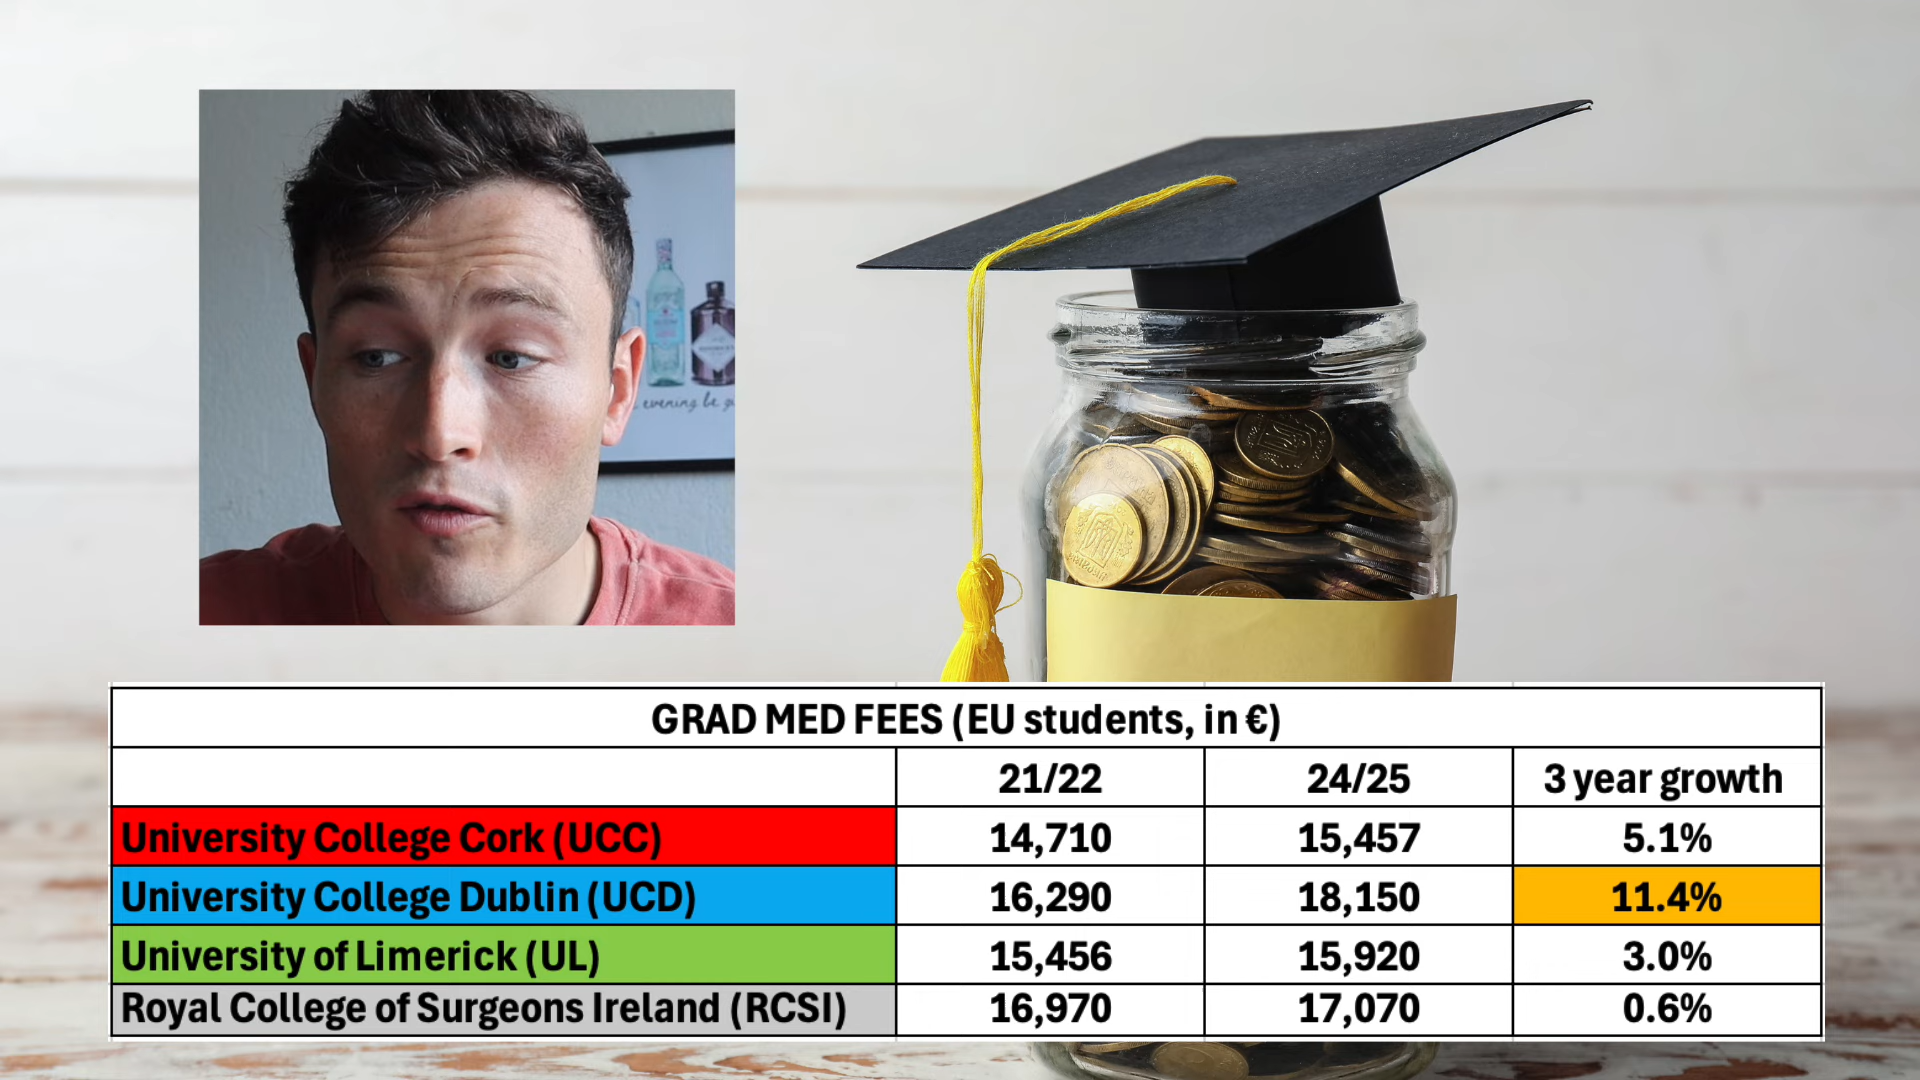 evening be
GRAD MED FEES (EU students, in €)
21/22 24/25 3 year growth
University College Cork (UCC) 14,710 15,457 5.1%
University College Dublin (UCD) 16,290 18,150 11.4%
University of Limerick (UL) 15,456 15,920 3.0%
Royal College of Surgeons Ireland (RCSI) 16,970 17,070 0.6%